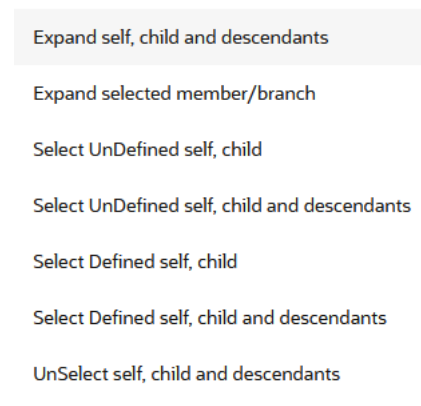 Expand self, child and descendants
Expand selected member/branch
Select UnDefined self, child
Select UnDefined self, child and descendants
Select Defined self, child
Select Defined self, child and descendants
UnSelect self, child and descendants